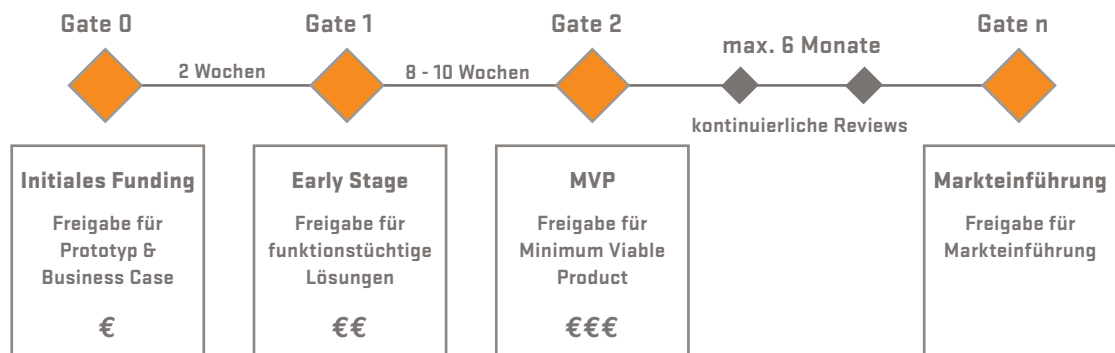 Gate 0
Gate 1
Gate 2
Gate n
2 Wochen
8 - 10 Wochen
max. 6 Monate
kontinuierliche Reviews
Initiales Funding
Freigabe für
Prototyp &
Business Case
€
Early Stage
Freigabe für
funktionstüchtige
Lösungen
€€
MVP
Freigabe für
Minimum Viable
Product
€€€
Markteinführung
Freigabe für
Markteinführung